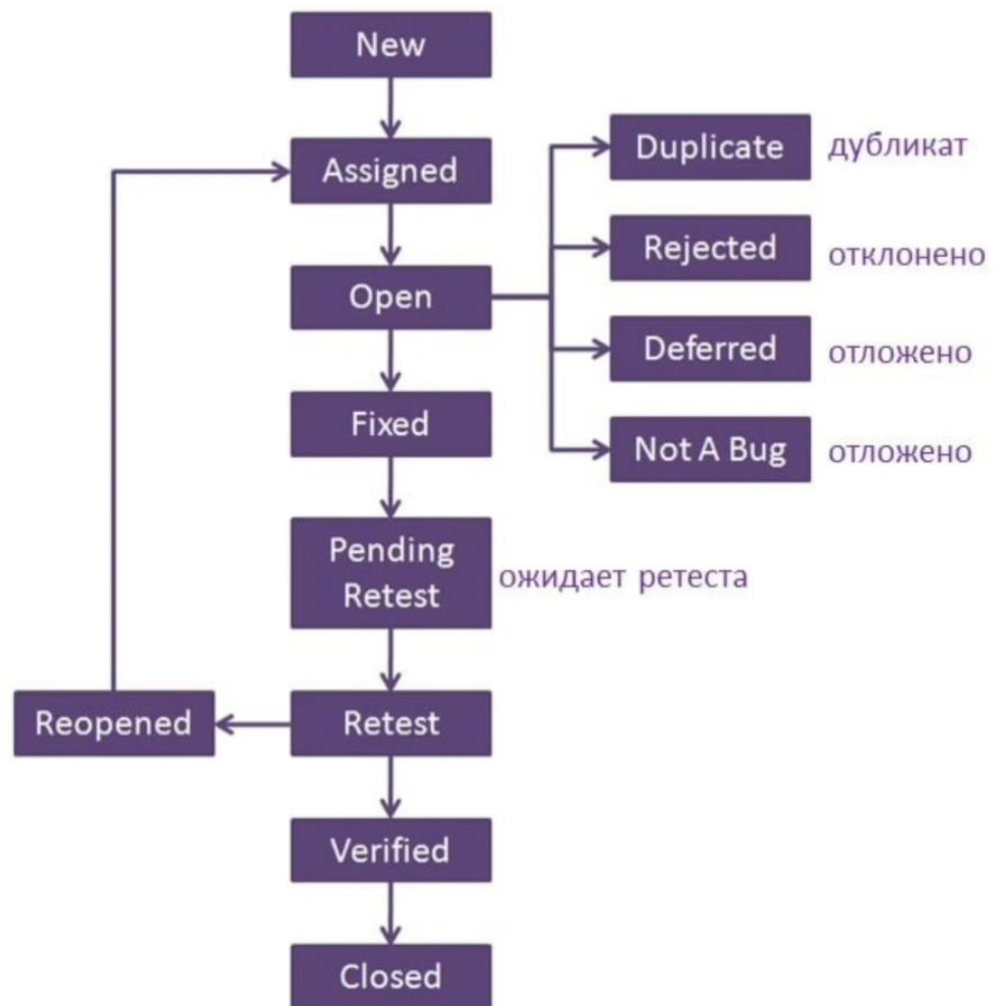 New
Assigned
Duplicate дубликат
Rejected отклонено
Open
Deferred отложено
Fixed
Not A Bug отложено
Pending
Retest
ожидает ретеста
Reopened
Retest
Verified
Closed